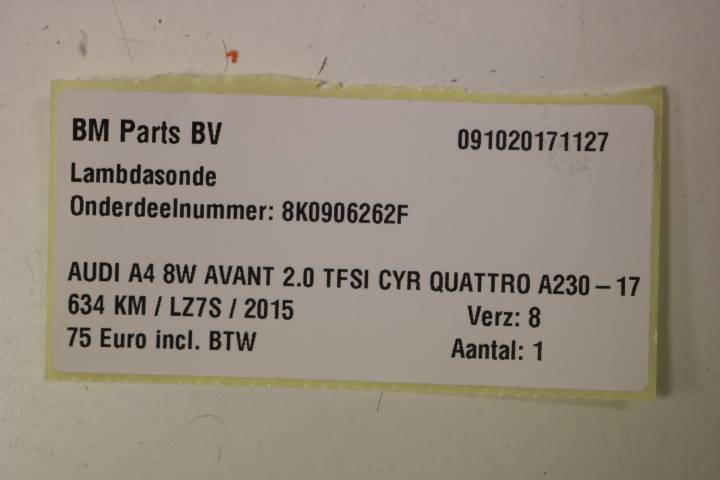 BM Parts BV 091020171127
Lambdasonde
Onderdeelnummer: 8K0906262F
AUDI A4 8W AVANT 2.0 TFSI CYR QUATTRO A230-17
634 KM / LZ7S / 2015 Verz: 8
75 Euro incl. BTW Aantal: 1